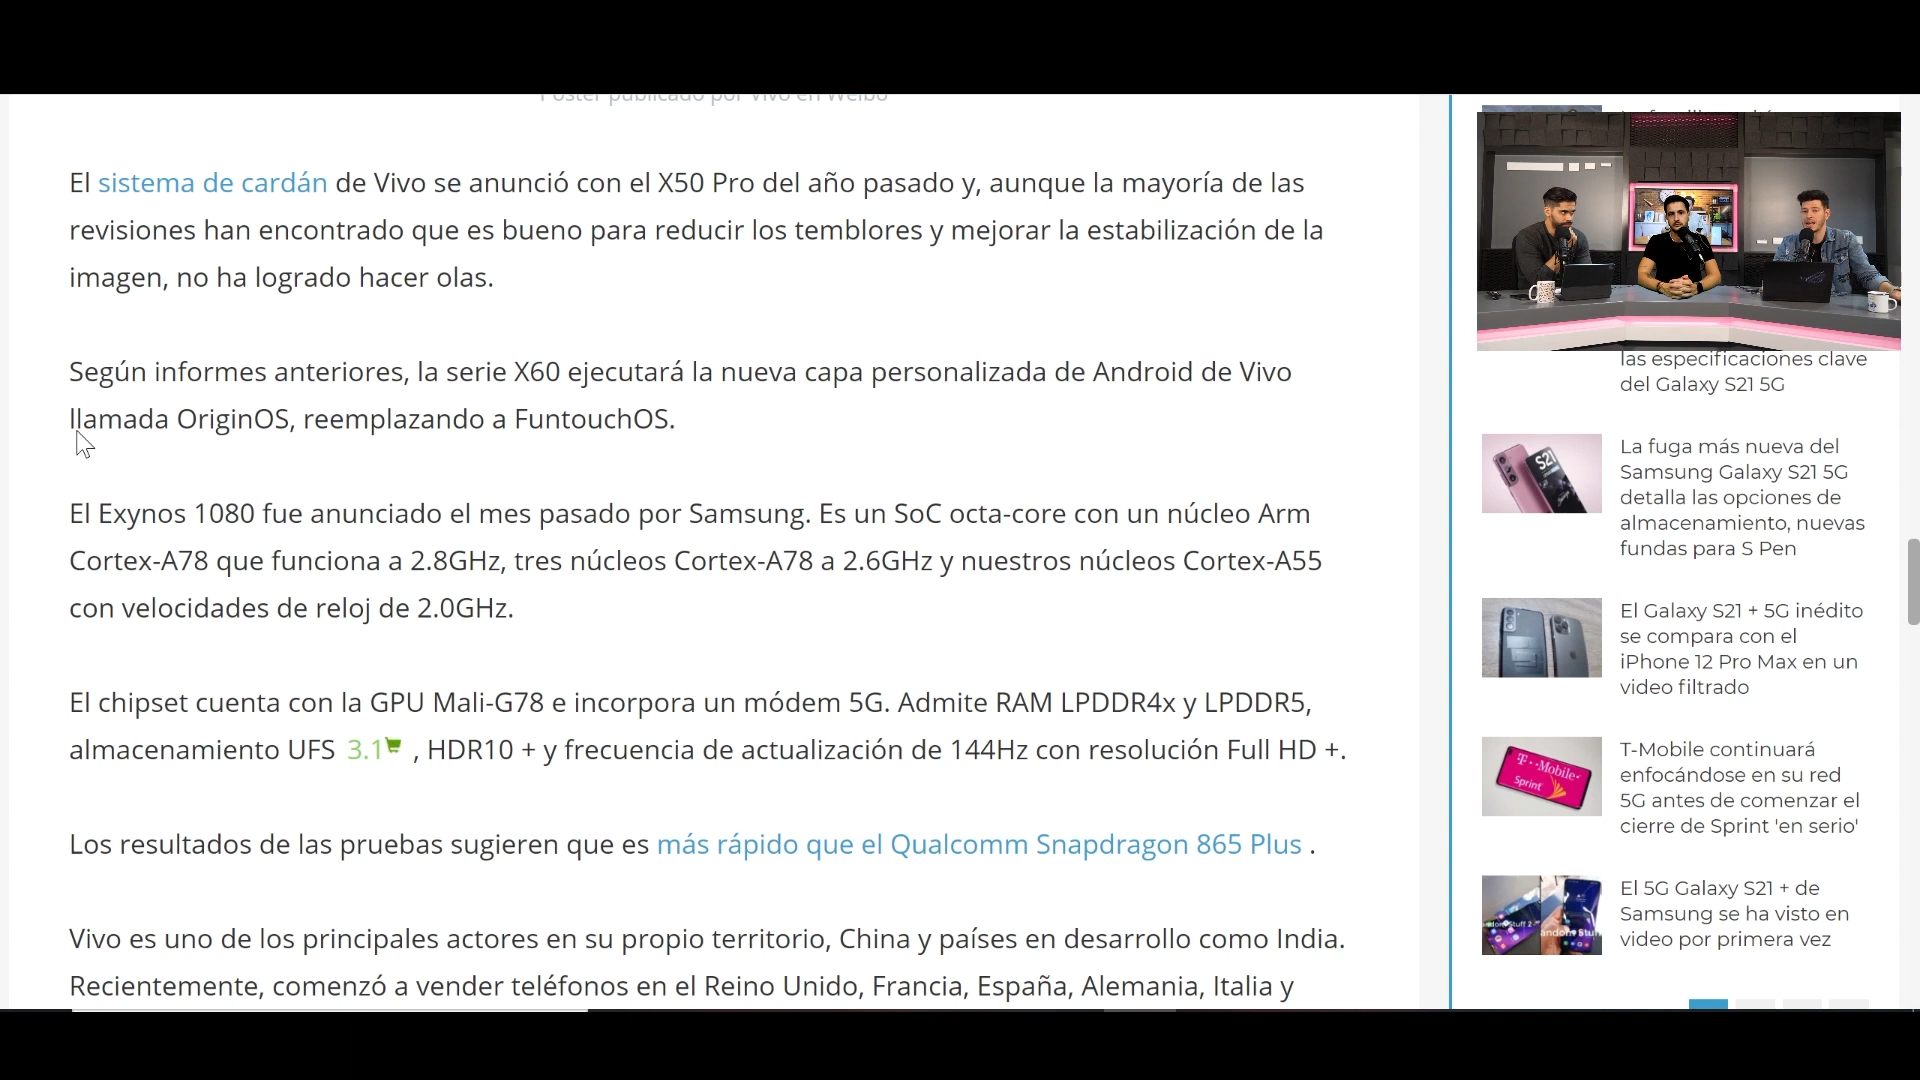 Poster publicado por Vivo en Weibo
El sistema de cardán de Vivo se anunció con el X50 Pro del año pasado y, aunque la mayoría de las
revisiones han encontrado que es bueno para reducir los temblores y mejorar la estabilización de la
imagen, no ha logrado hacer olas.
Según informes anteriores, la serie X60 ejecutará la nueva capa personalizada de Android de Vivo
llamada OriginOS, reemplazando a FuntouchOS.
El Exynos 1080 fue anunciado el mes pasado por Samsung. Es un SoC octa-core con un núcleo Arm
Cortex-A78 que funciona a 2.8GHz, tres núcleos Cortex-A78 a 2.6GHz y nuestros núcleos Cortex-A55
con velocidades de reloj de 2.0GHz.
El chipset cuenta con la GPU Mali-G78 e incorpora un módem 5G. Admite RAM LPDDR4x y LPDDR5,
almacenamiento UFS 3.1 , HDR10 + y frecuencia de actualización de 144Hz con resolución Full HD +.
Los resultados de las pruebas sugieren que es más rápido que el Qualcomm Snapdragon 865 Plus .
Vivo es uno de los principales actores en su propio territorio, China y países en desarrollo como India.
Recientemente, comenzó a vender teléfonos en el Reino Unido, Francia, España, Alemania, Italia y
las especificaciones clave
del Galaxy S21 5G
S21
La fuga más nueva del
Samsung Galaxy S21 5G
detalla las opciones de
almacenamiento, nuevas
fundas para S Pen
El Galaxy S21 + 5G inédito
se compara con el
iPhone 12 Pro Max en un
video filtrado
T-Mobile
Sprint
T-Mobile continuará
enfocándose en su red
5G antes de comenzar el
cierre de Sprint 'en serio'
El 5G Galaxy S21 + de
Samsung se ha visto en
video por primera vez